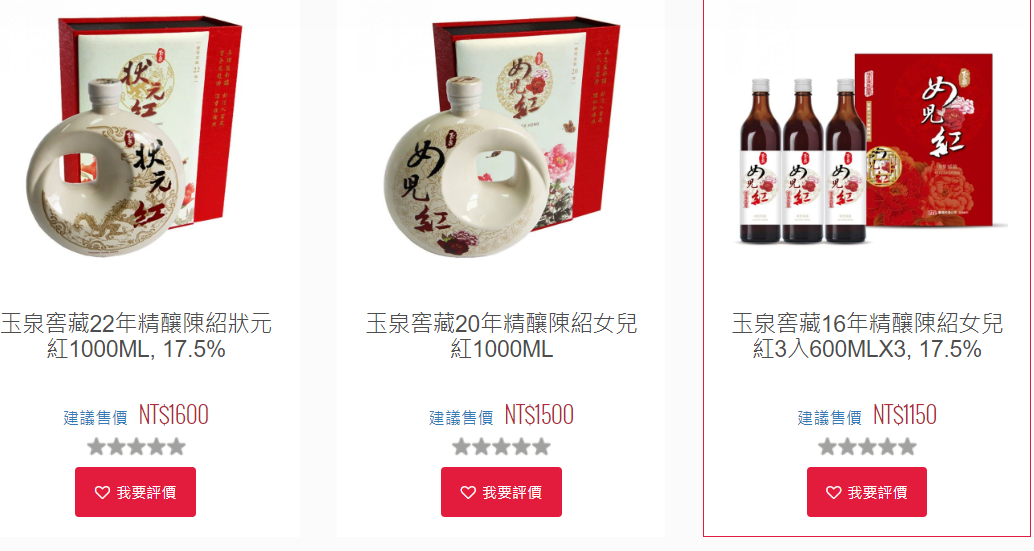 狀元紅
狀元紅
女兒紅
女兒紅
女兒紅
女兒紅
女兒紅
女兒紅
玉泉窖藏22年精釀陳紹狀元
紅1000ML, 17.5%
建議售價 NT$1600
我要評價
玉泉窖藏20年精釀陳紹女兒
紅1000ML
建議售價 NT$1500
我要評價
玉泉窖藏16年精釀陳紹女兒
紅3入600MLX3, 17.5%
建議售價 NT$1150
我要評價